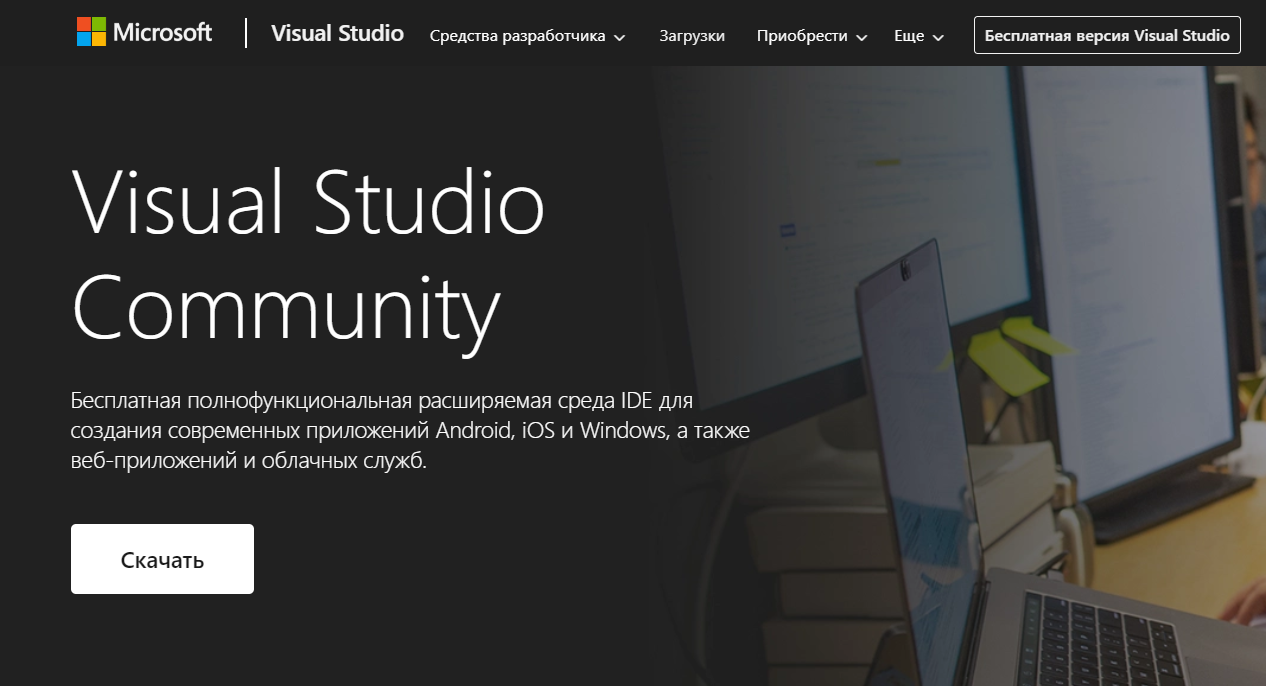 Microsoft
Visual Studio
Средства разработчика
Загрузки
Приобрести
Еще
Бесплатная версия Visual Studio
Visual Studio
Community
Бесплатная полнофункциональная расширяемая среда IDE для
создания современных приложений Android, iOS и Windows, а также
веб-приложений и облачных служб.
Скачать